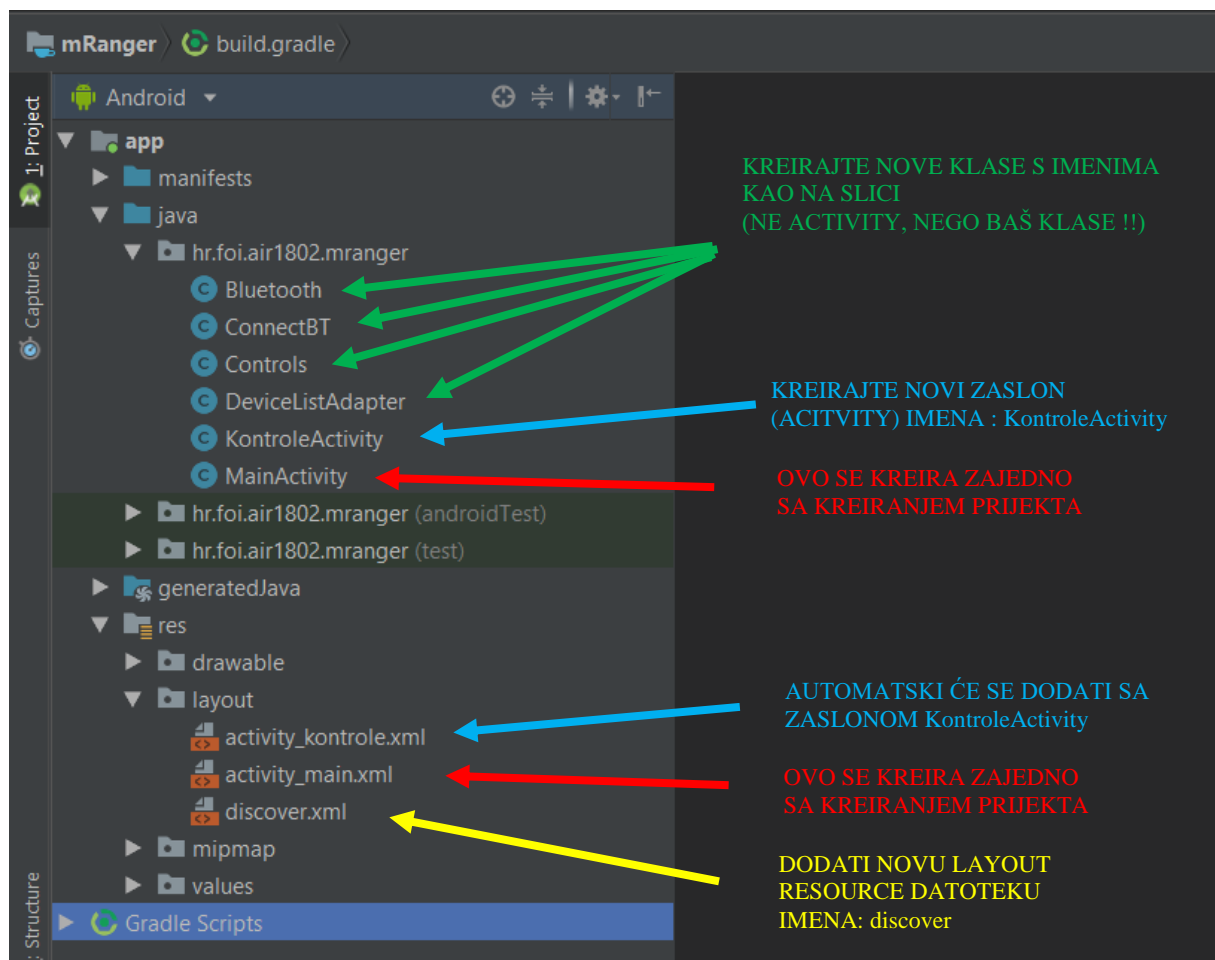 mRanger build.gradle
Android
1: Project
Captures
Structure
app
manifests
java
hr.foi.air1802.mranger
Bluetooth
ConnectBT
Controls
DeviceListAdapter
KontroleActivity
MainActivity
hr.foi.air1802.mranger (androidTest)
hr.foi.air1802.mranger (test)
generatedJava
res
drawable
layout
activity_kontrole.xml
activity_main.xml
discover.xml
mipmap
values
Gradle Scripts
KREIRAJTE NOVE KLASE S IMENIMA
KAO NA SLICI
(NE ACTIVITY, NEGO BAŠ KLASE !!)
KREIRAJTE NOVI ZASLON
(ACITVITY) IMENA : KontroleActivity
OVO SE KREIRA ZAJEDNO
SA KREIRANJEM PRIJEKTA
AUTOMATSKI ĆE SE DODATI SA
ZASLONOM KontroleActivity
OVO SE KREIRA ZAJEDNO
SA KREIRANJEM PRIJEKTA
DODATI NOVU LAYOUT
RESOURCE DATOTEKU
IMENA: discover